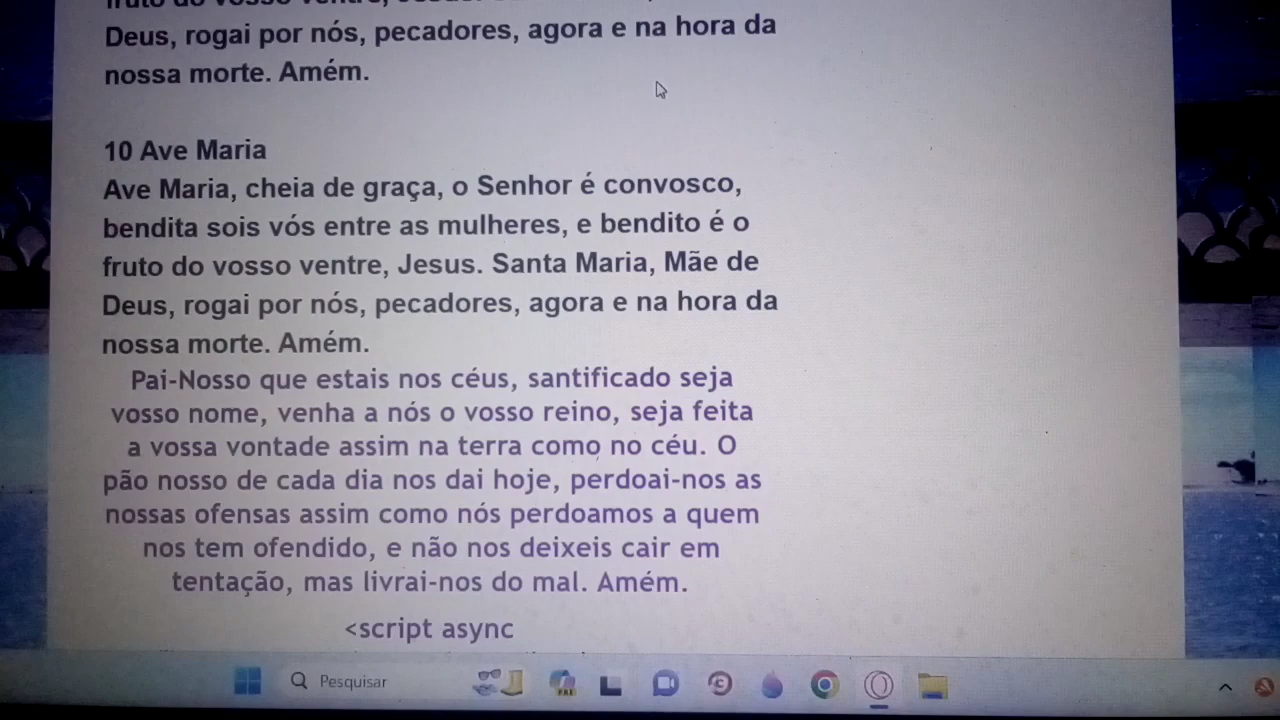 Deus, rogai por nós, pecadores, agora e na hora da
nossa morte. Amém.
10 Ave Maria
Ave Maria, cheia de graça, o Senhor é convosco,
bendita sois vós entre as mulheres, e bendito é o
fruto do vosso ventre, Jesus. Santa Maria, Mãe de
Deus, rogai por nós, pecadores, agora e na hora da
nossa morte. Amém.
Pai-Nosso que estais nos céus, santificado seja
vosso nome, venha a nós o vosso reino, seja feita
a vossa vontade assim na terra como no céu. O
pão nosso de cada dia nos dai hoje, perdoai-nos as
nossas ofensas assim como nós perdoamos a quem
nos tem ofendido, e não nos deixeis cair em
tentação, mas livrai-nos do mal. Amém.
<script async
Pesquisar